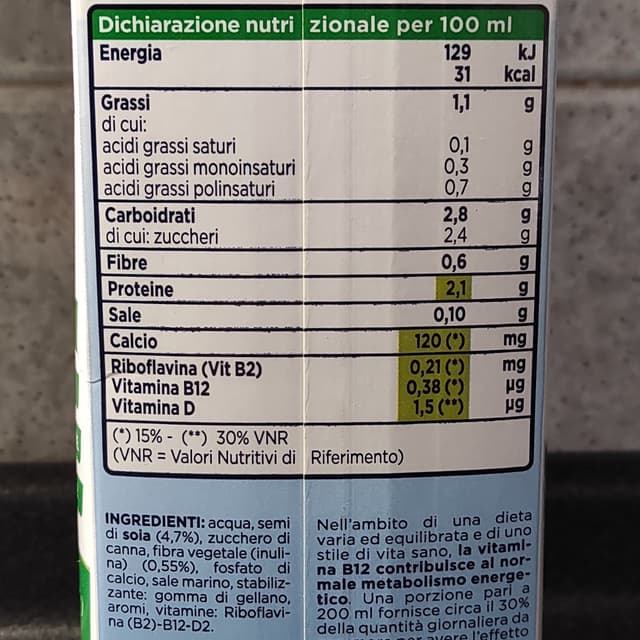 Dichiarazione nutrizionale per 100 ml
Energia 129 kJ
31 kcal
Grassi 1,1 g
di cui:
acidi grassi saturi 0,1 g
acidi grassi monoinsaturi 0,3 g
acidi grassi polinsaturi 0,7 g
Carboidrati 2,8 g
di cui: zuccheri 2,4 g
Fibre 0,6 g
Proteine 2,1 g
Sale 0,10 g
Calcio 120 (*) mg
Riboflavina (Vit B2) 0,21 (*) mg
Vitamina B12 0,38 (*) µg
Vitamina D 1,5 (**) µg
(*) 15% - (**) 30% VNR
(VNR = Valori Nutritivi di Riferimento)
INGREDIENTI: acqua, semi
di soia (4,7%), zucchero di
canna, fibra vegetale (inuli-
na) (0,55%), fosfato di
calcio, sale marino, stabiliz-
zante: gomma di gellano,
aromi, vitamine: Riboflavi-
na (B2)-B12-D2.
Nell'ambito di una dieta
varia ed equilibrata e di uno
stile di vita sano, la vitami-
na B12 contribuisce al nor-
male metabolismo energe-
tico. Una porzione pari a
200 ml fornisce circa il 30%
della quantità giornaliera da
per avere l'effetto